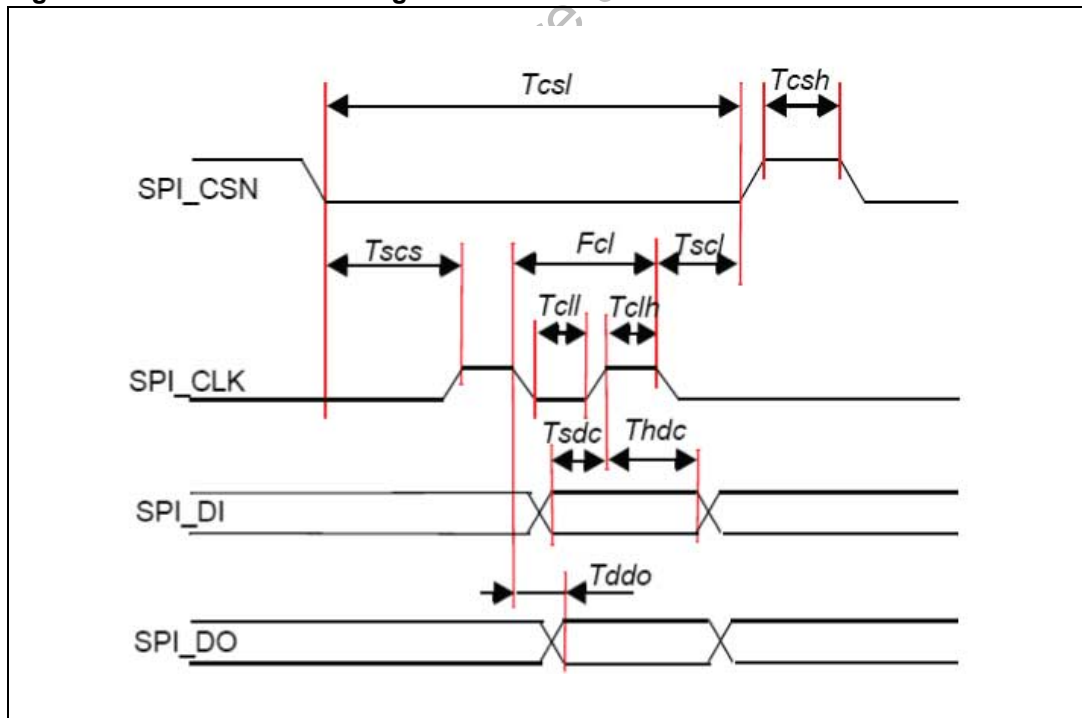 Tcsl
Tcsh
SPI_CSN
Tscs
Fcl
Tscl
Tcll
Tclh
SPI_CLK
Tsdc
Thdc
SPI_DI
Tddo
SPI_DO